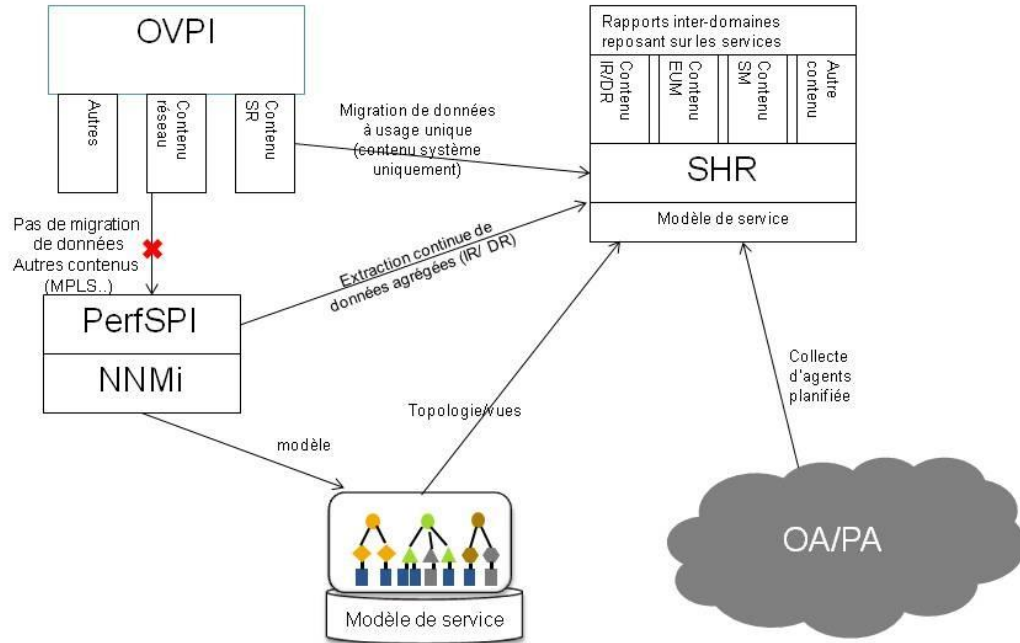 OVPI
Autres
Contenu
réseau
Contenu
SR
Rapports inter-domaines
reposant sur les services
Contenu
IR/DR
Contenu
EUM
Contenu
SM
Autre
contenu
SHR
Modèle de service
Migration de données
à usage unique
(contenu système
uniquement)
Pas de migration
de données
Autres contenus
(MPLS..)
Extraction continue de
données agrégées (IR/ DR)
PerfSPI
NNMi
modèle
Topologie/vues
Collecte
d'agents
planifiée
OA/PA
Modèle de service